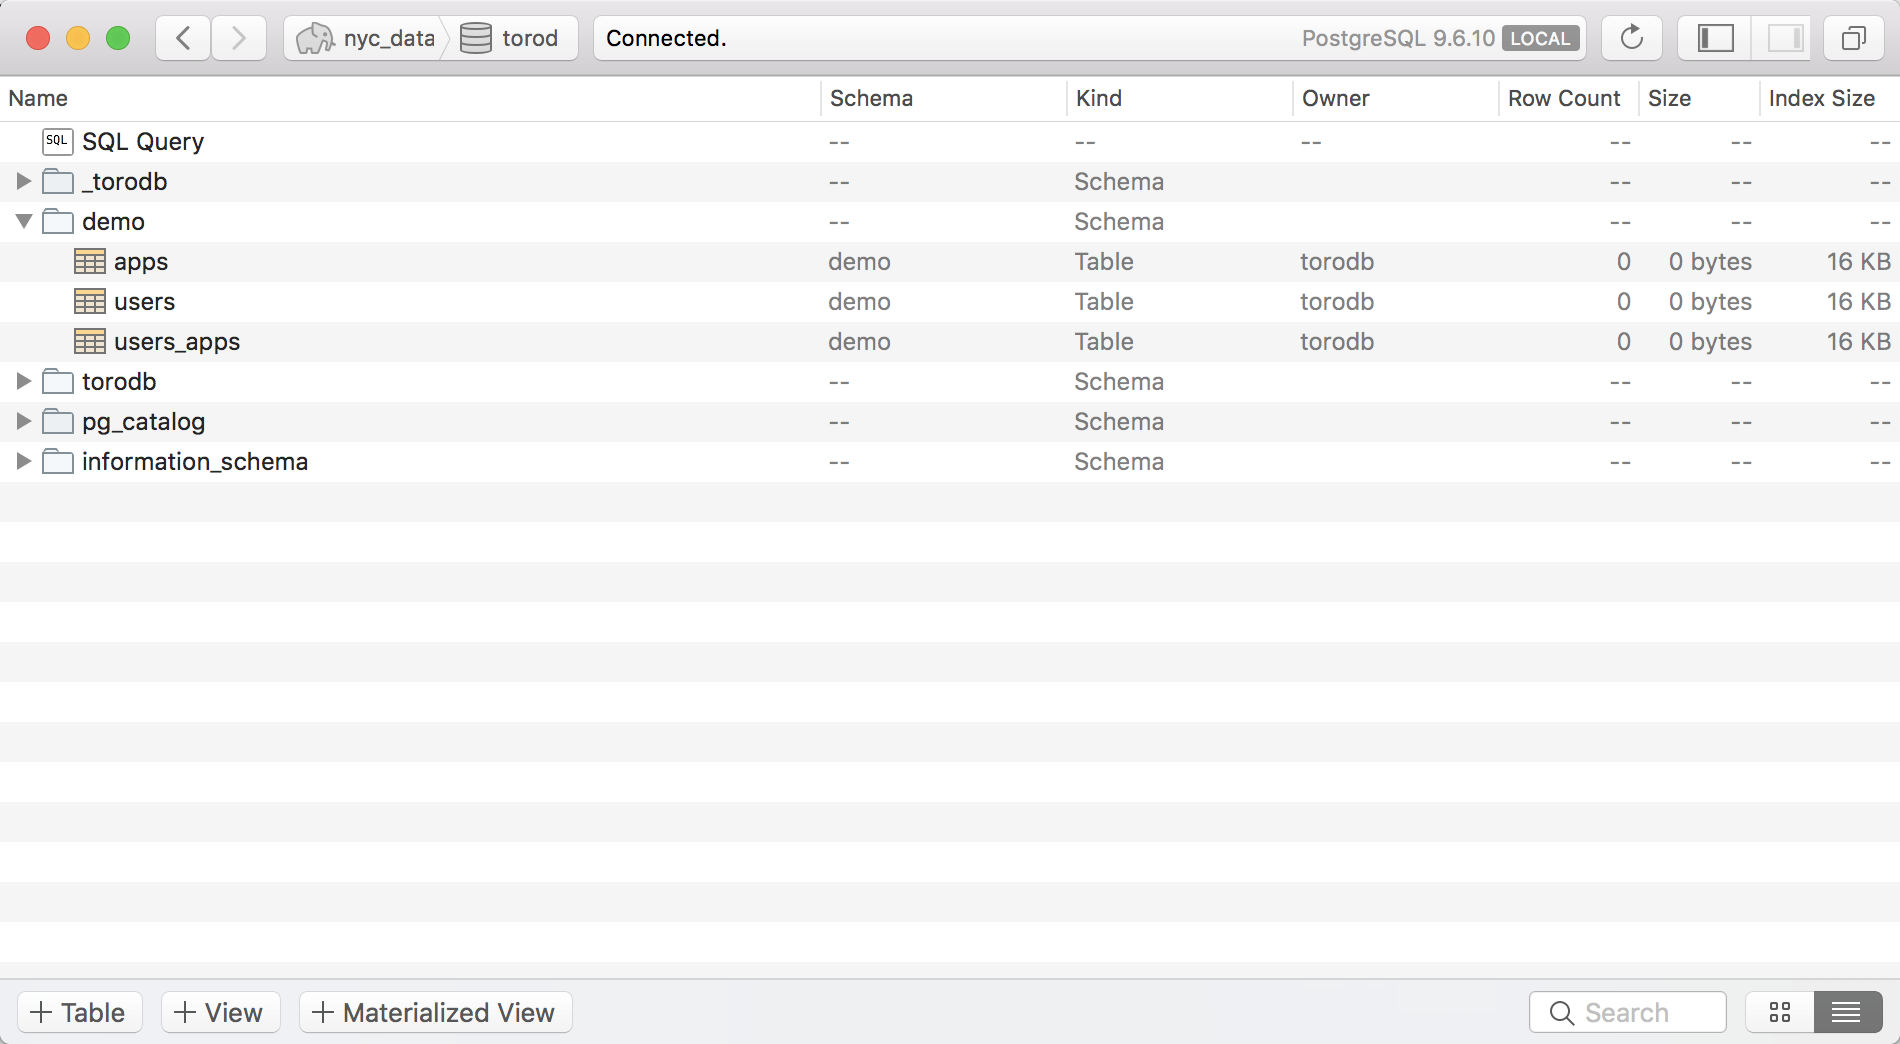 nyc_data torod Connected. PostgreSQL 9.6.10 LOCAL
Name Schema Kind Owner Row Count Size Index Size
SQL SQL Query -- -- -- -- -- --
_torodb -- Schema -- -- --
demo -- Schema -- -- --
apps demo Table torodb 0 0 bytes 16 KB
users demo Table torodb 0 0 bytes 16 KB
users_apps demo Table torodb 0 0 bytes 16 KB
torodb -- Schema -- -- --
pg_catalog -- Schema -- -- --
information_schema -- Schema -- -- --
+ Table + View + Materialized View Search